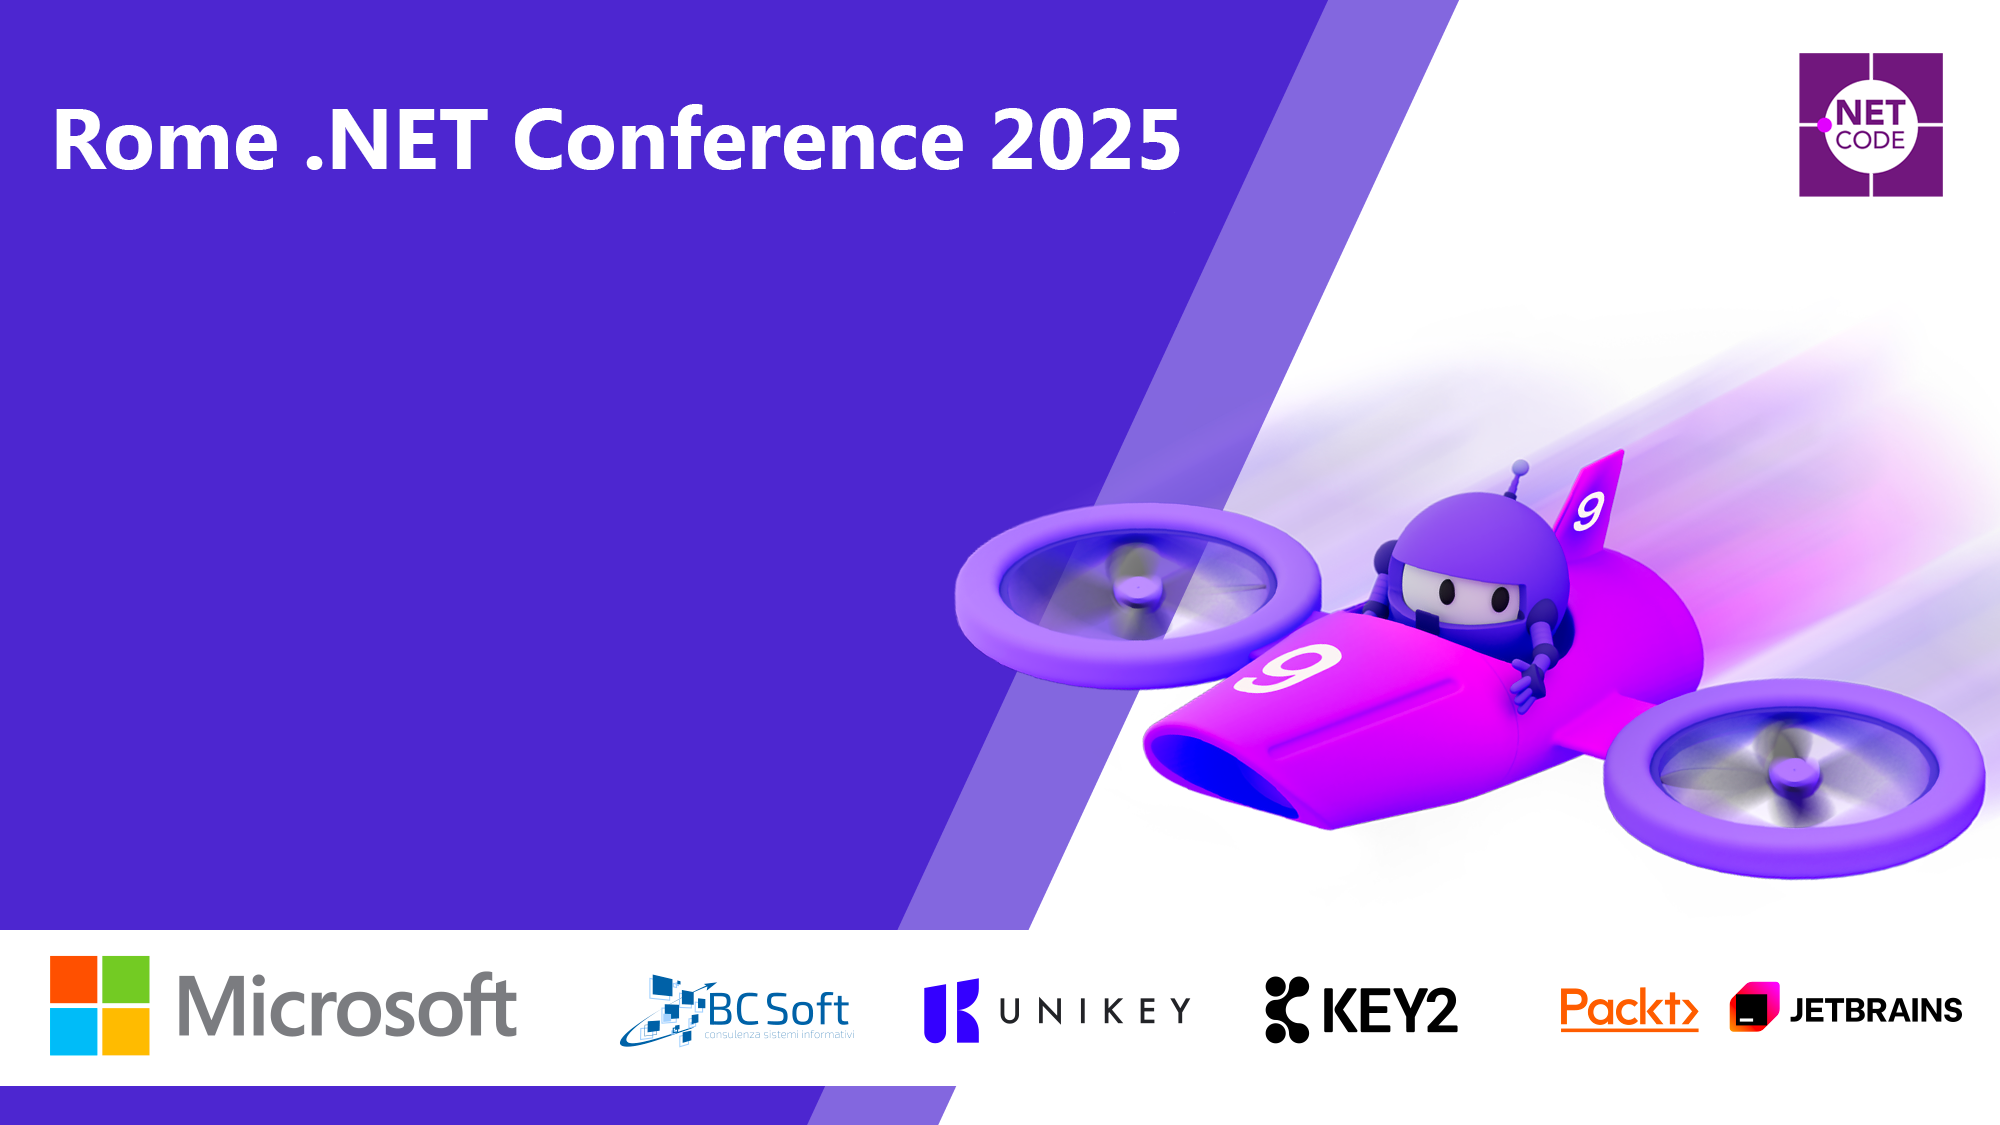 Rome .NET Conference 2025
.NET
CODE
9
9
Microsoft
BCSoft
consulenza sistemi informativi
UNIKEY
KEY2
Packt>
JETBRAINS